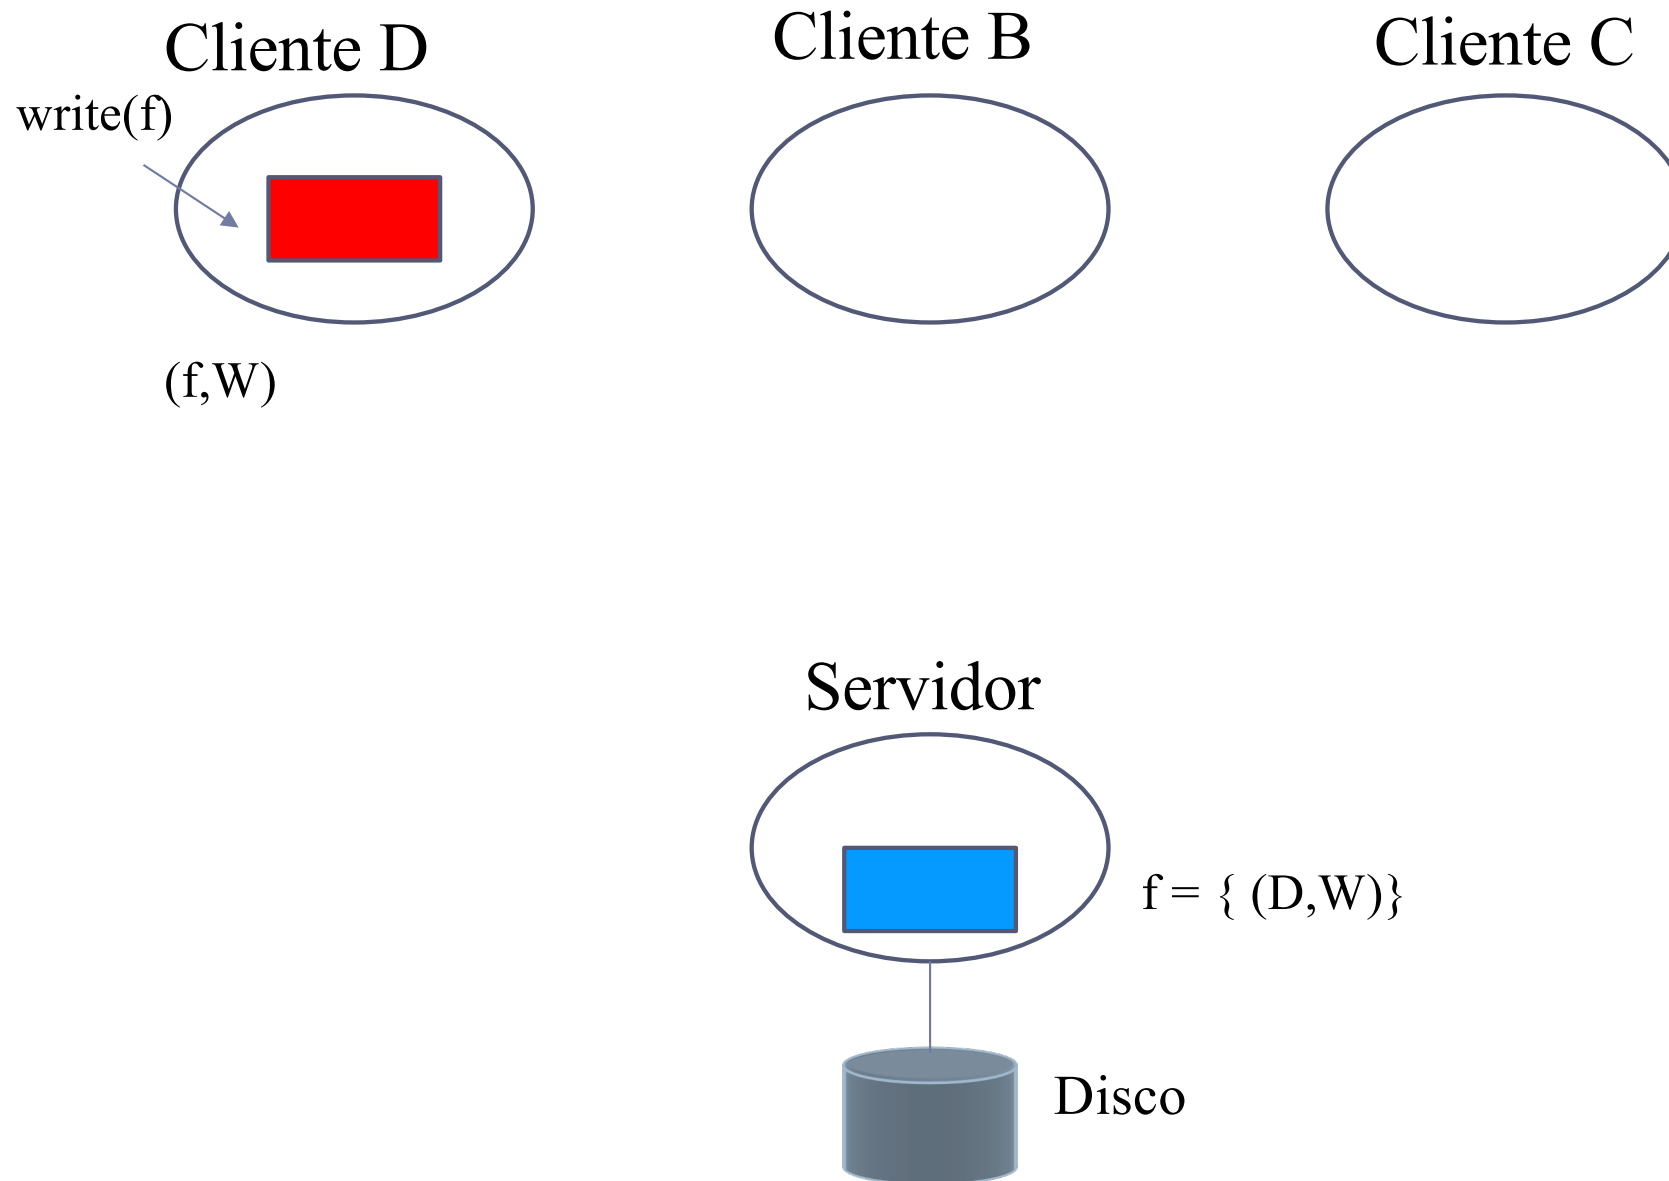 Cliente D
Cliente B
Cliente C
write(f)
(f,W)
Servidor
f = { (D,W)}
Disco